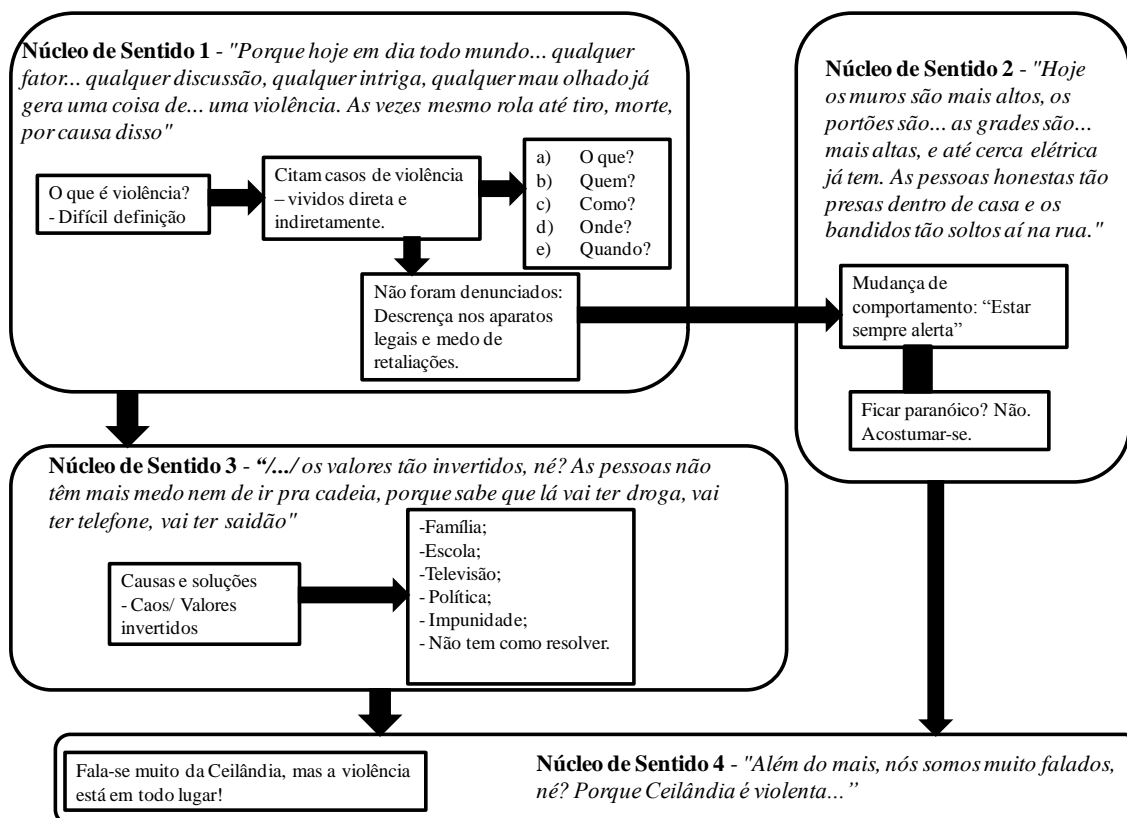 Núcleo de Sentido 1 - "Porque hoje em dia todo mundo... qualquer
fator... qualquer discussão, qualquer intriga, qualquer mau olhado já
gera uma coisa de... uma violência. As vezes mesmo rola até tiro, morte,
por causa disso"
O que é violência?
- Difícil definição
Citam casos de violência
– vividos direta e
indiretamente.
a) O que?
b) Quem?
c) Como?
d) Onde?
e) Quando?
Não foram denunciados:
Descrença nos aparatos
legais e medo de
retaliações.
Núcleo de Sentido 2 - "Hoje
os muros são mais altos, os
portões são... as grades são...
mais altas, e até cerca elétrica
já tem. As pessoas honestas tão
presas dentro de casa e os
bandidos tão soltos aí na rua."
Mudança de
comportamento: “Estar
sempre alerta”
Ficar paranóico? Não.
Acostumar-se.
Núcleo de Sentido 3 - “/.../ os valores tão invertidos, né? As pessoas não
têm mais medo nem de ir pra cadeia, porque sabe que lá vai ter droga, vai
ter telefone, vai ter saidão"
Causas e soluções
- Caos/ Valores
invertidos
-Família;
-Escola;
-Televisão;
- Política;
- Impunidade;
- Não tem como resolver.
Fala-se muito da Ceilândia, mas a violência
está em todo lugar!
Núcleo de Sentido 4 - "Além do mais, nós somos muito falados,
né? Porque Ceilândia é violenta...”